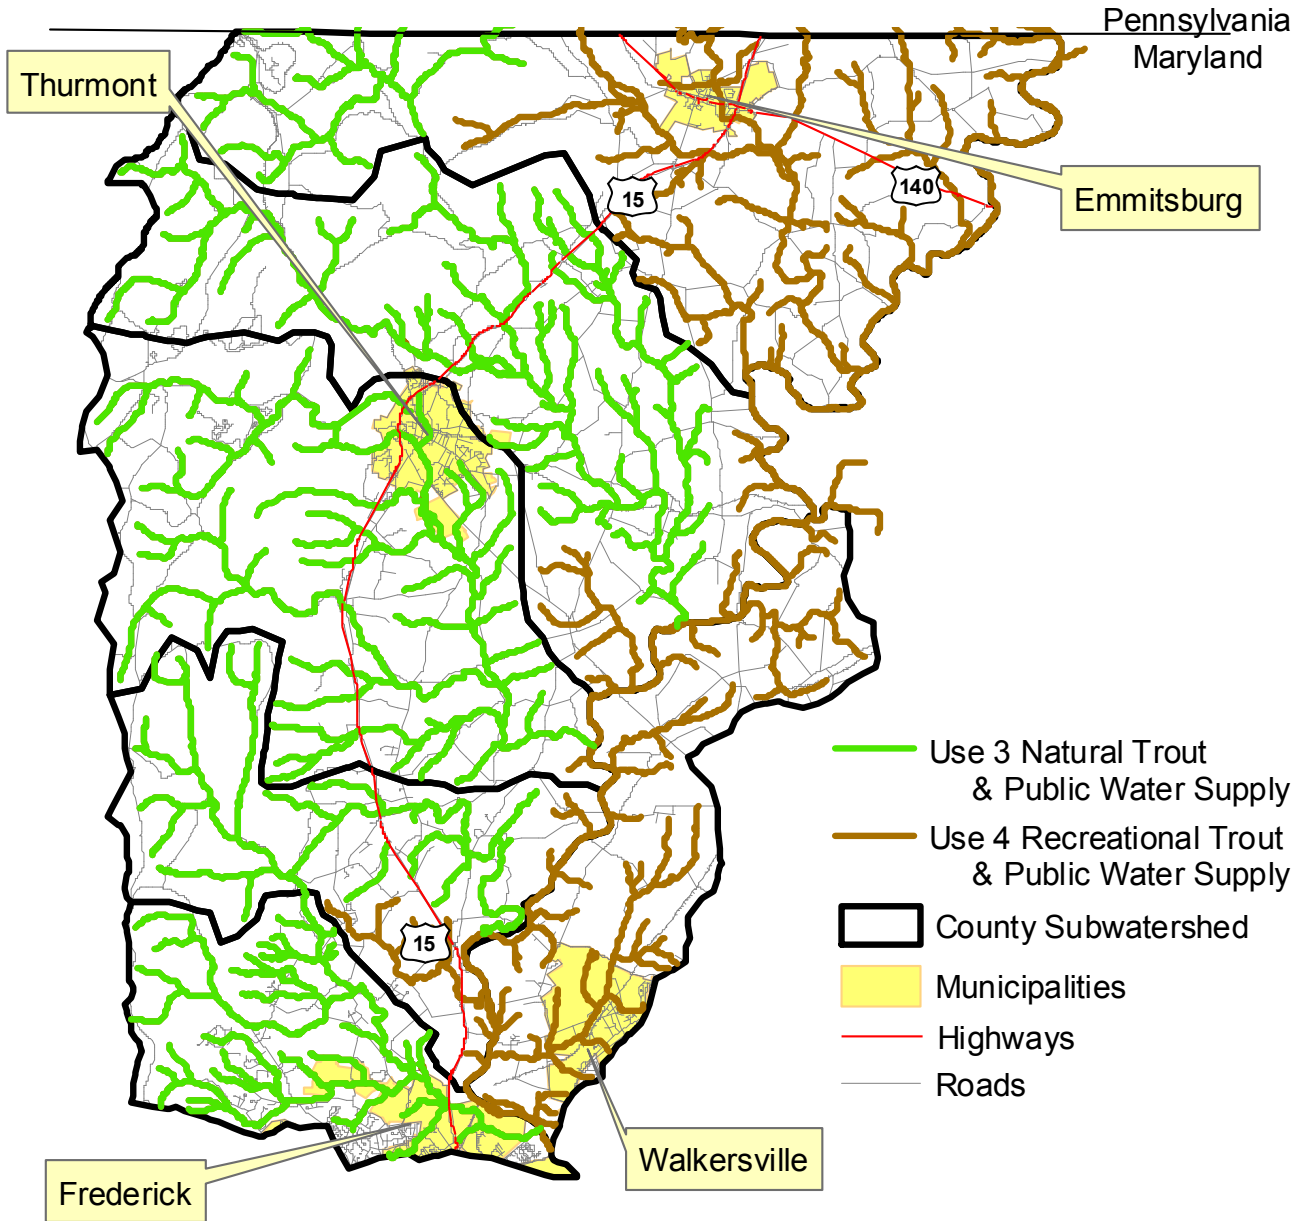 Pennsylvania
Maryland
Thurmont
140
15
Emmitsburg
Use 3 Natural Trout
& Public Water Supply
Use 4 Recreational Trout
& Public Water Supply
County Subwatershed
15
Municipalities
Highways
Roads
Walkersville
Frederick